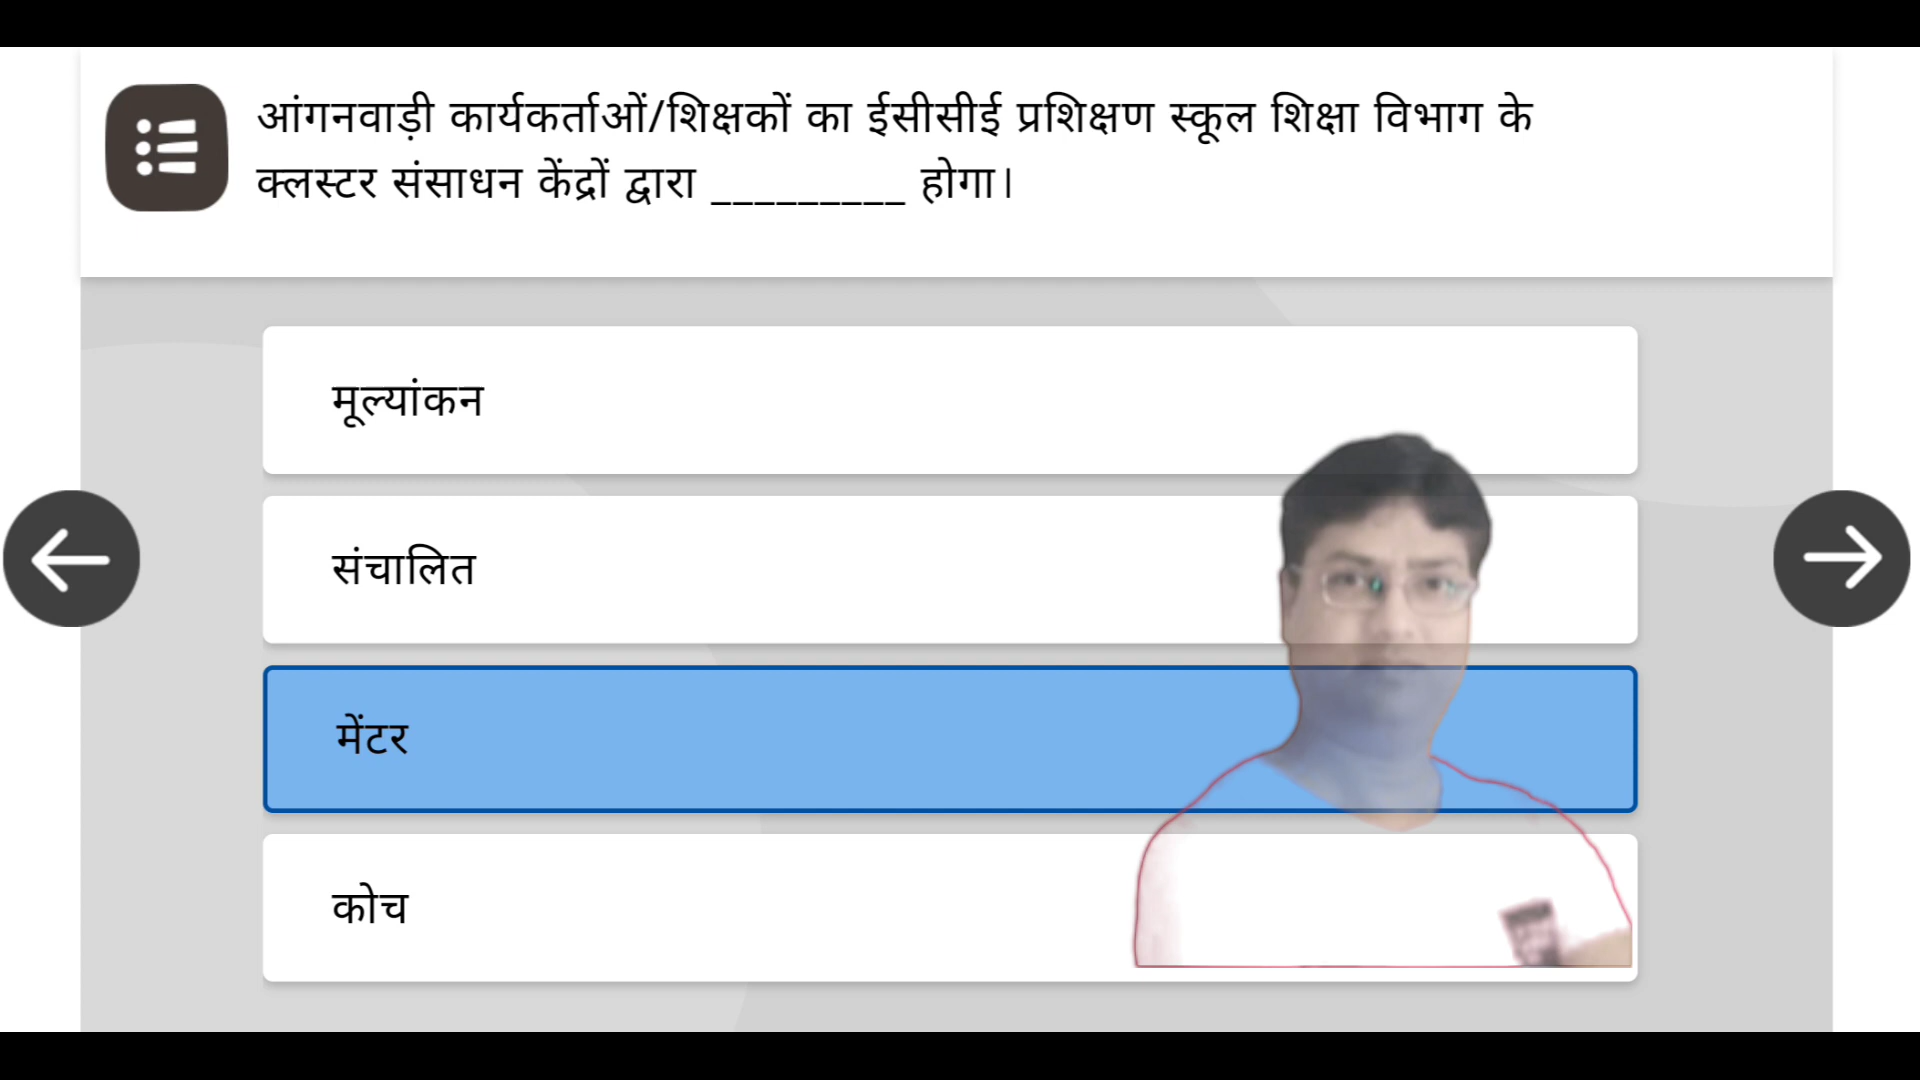 आंगनवाड़ी कार्यकर्ताओं/शिक्षकों का ईसीसीई प्रशिक्षण स्कूल शिक्षा विभाग के
क्लस्टर संसाधन केंद्रों द्वारा _________ होगा।
मूल्यांकन
संचालित
मेंटर
कोच